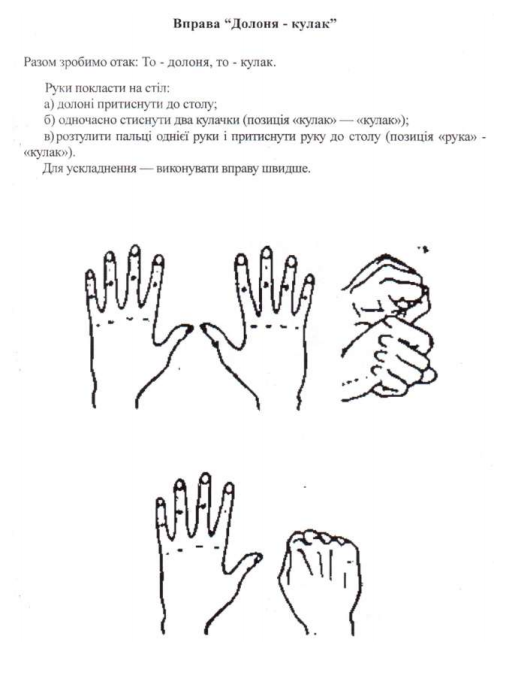 Вправа “Долоня - кулак”
Разом зробимо отак: То - долоня, то - кулак.
Руки покласти на стіл:
а) долоні притиснути до столу;
б) одночасно стиснути два кулачки (позиція «кулаю» — «кулак»);
в) розтулити пальці однієї руки і притиснути руку до столу (позиція «рука» -
«кулак»).
Для ускладнення — виконувати вправу швидше.